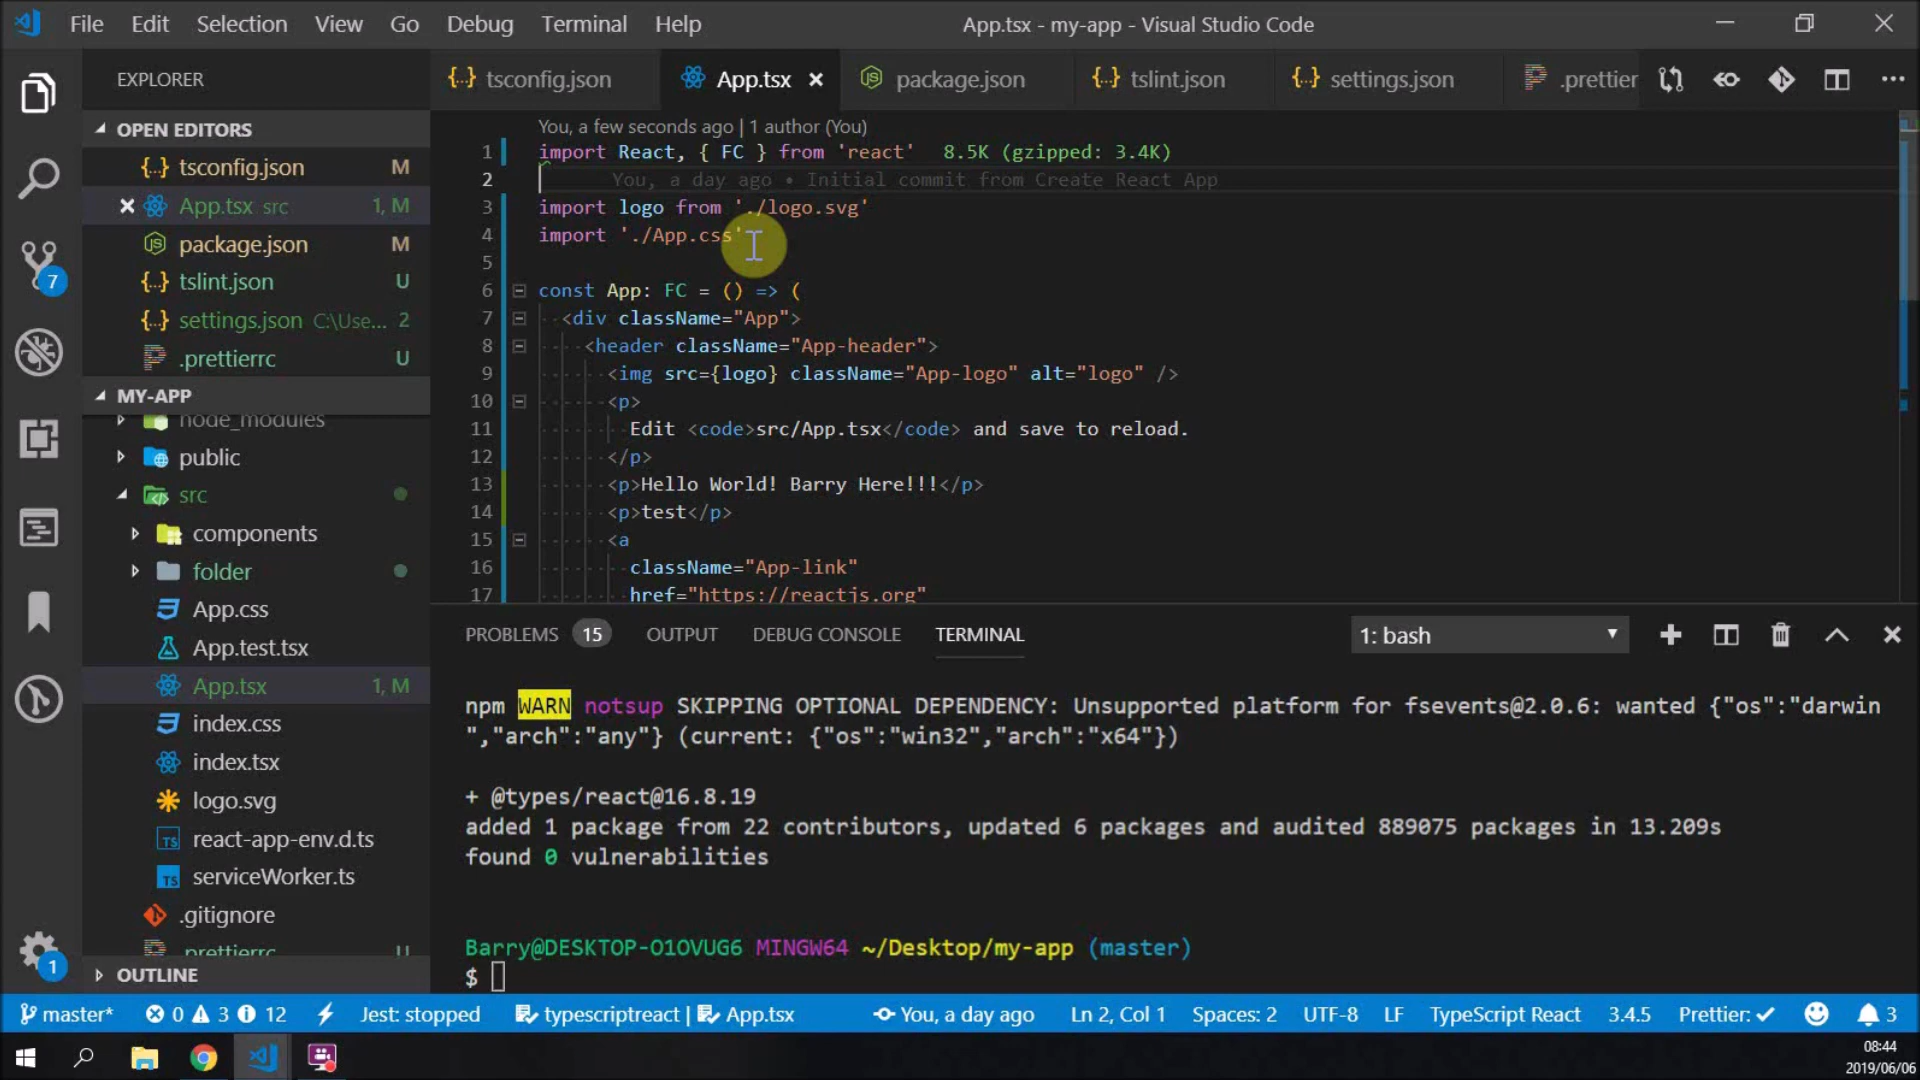 File Edit Selection View Go Debug Terminal Help
App.tsx - my-app - Visual Studio Code
EXPLORER
{..} tsconfig.json App.tsx package.json {..} tslint.json {..} settings.json .prettier
OPEN EDITORS
{..} tsconfig.json M
App.tsx src 1, M
package.json M
{..} tslint.json U
{..} settings.json C:\Use... 2
.prettierrc U
MY-APP
node_modules
public
src
components
folder
App.css
App.test.tsx
App.tsx 1, M
index.css
index.tsx
logo.svg
react-app-env.d.ts
serviceWorker.ts
.gitignore
.prettierrc U
OUTLINE
7
1
You, a few seconds ago | 1 author (You)
1 import React, { FC } from 'react' 8.5K (gzipped: 3.4K)
2 You, a day ago • Initial commit from Create React App
3 import logo from './logo.svg'
4 import './App.css'
5
6 const App: FC = () => (
7 <div className="App">
8 <header className="App-header">
9 <img src={logo} className="App-logo" alt="logo" />
10 <p>
11 Edit <code>src/App.tsx</code> and save to reload.
12 </p>
13 <p>Hello World! Barry Here!!!</p>
14 <p>test</p>
15 <a
16 className="App-link"
17 href="https://reactjs.org"
PROBLEMS 15 OUTPUT DEBUG CONSOLE TERMINAL 1: bash
npm WARN notsup SKIPPING OPTIONAL DEPENDENCY: Unsupported platform for fsevents@2.0.6: wanted {"os":"darwin
","arch":"any"} (current: {"os":"win32","arch":"x64"})
+ @types/react@16.8.19
added 1 package from 22 contributors, updated 6 packages and audited 889075 packages in 13.209s
found 0 vulnerabilities
Barry@DESKTOP-O1OVUG6 MINGW64 ~/Desktop/my-app (master)
$
master* 0 3 12 Jest: stopped typescriptreact | App.tsx You, a day ago Ln 2, Col 1 Spaces: 2 UTF-8 LF TypeScript React 3.4.5 Prettier: ✓ 3
08:44
2019/06/06